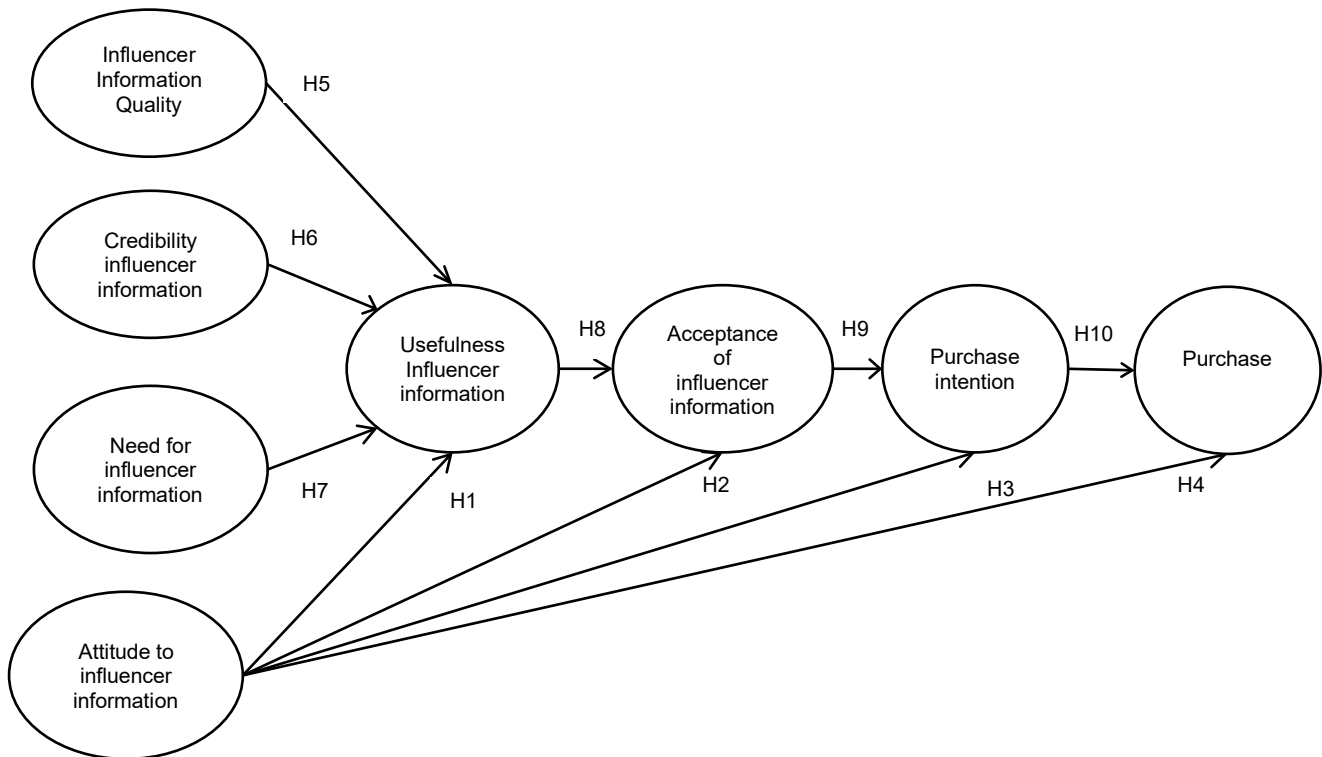 Influencer
Information
Quality
H5
Credibility
influencer
information
H6
Need for
influencer
information
H7
Attitude to
influencer
information
Usefulness
Influencer
information
H1
H8
Acceptance
of
influencer
information
H2
H9
Purchase
intention
H3
H10
Purchase
H4